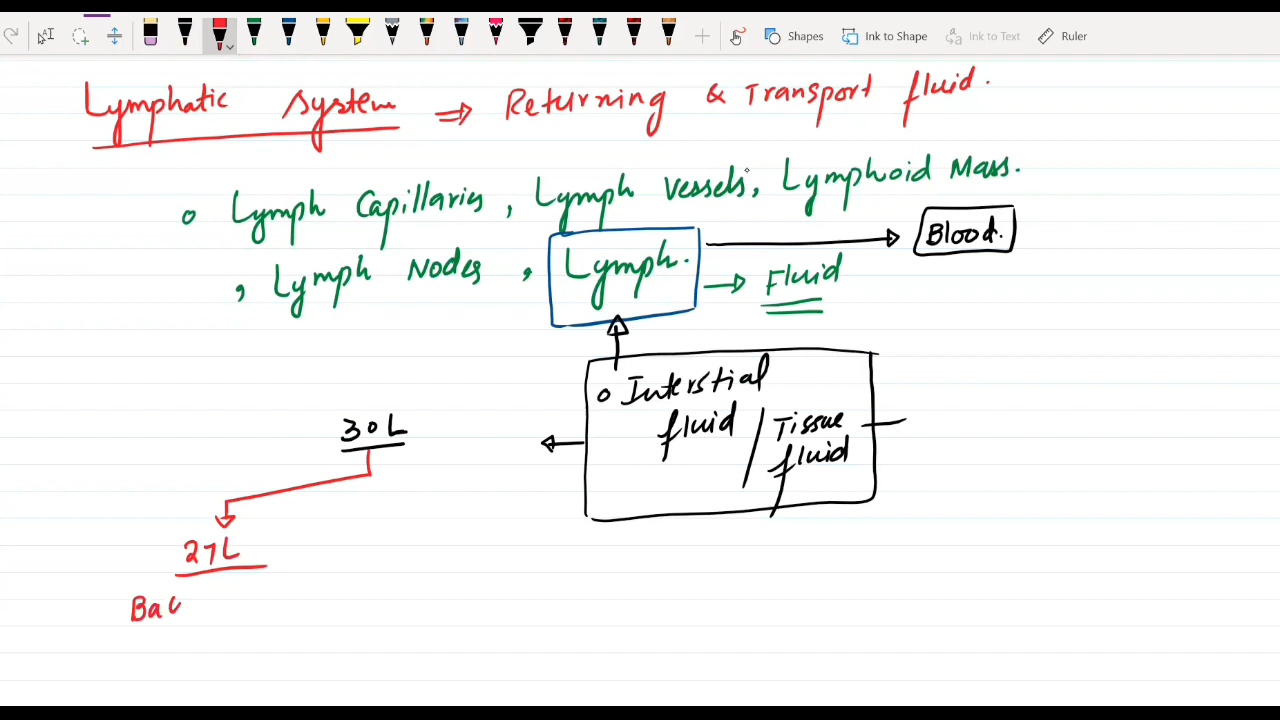 Shapes Ink to Shape Ink to Text Ruler
Lymphatic system ⇒ Returning & Transport fluid.
o Lymph Capillaries, Lymph Vessels, Lymphoid Mass.
, Lymph Nodes, Lymph. → Blood.
→ Fluid
o Interstial
fluid / Tissue
fluid
30L
27L
Bac